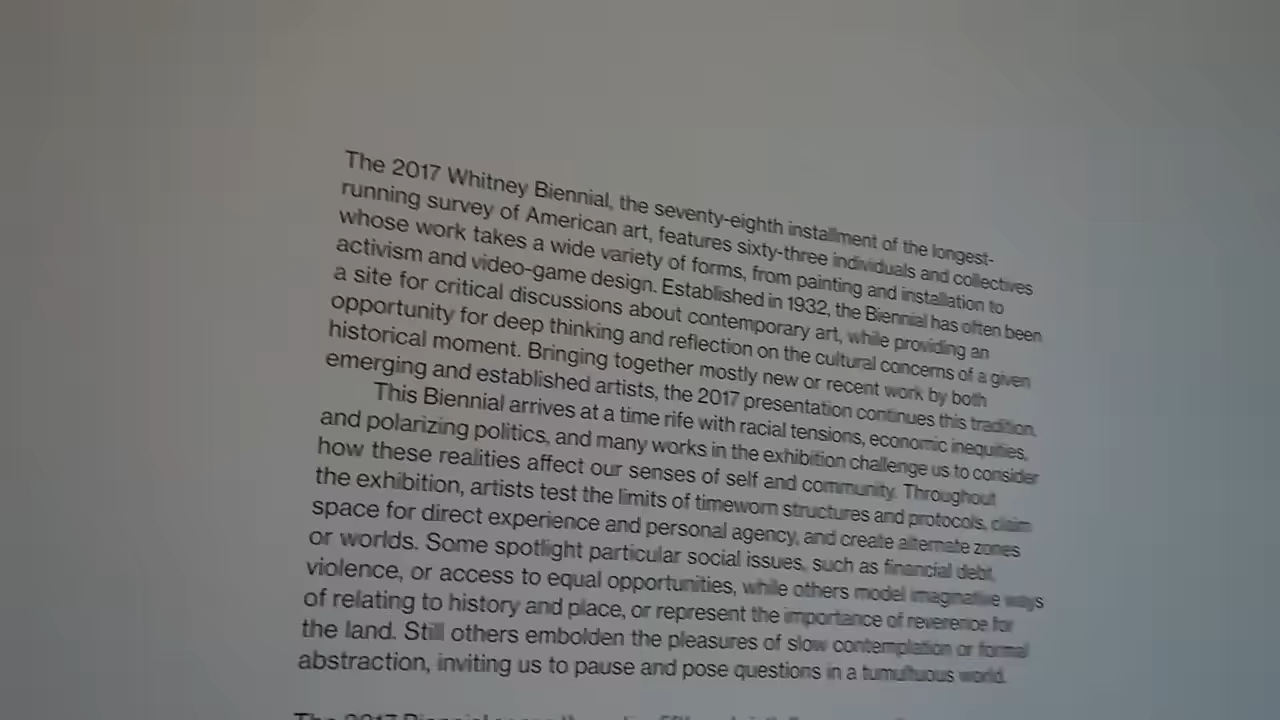 The 2017 Whitney Biennial, the seventy-eighth installment of the longest-
running survey of American art, features sixty-three individuals and collectives
whose work takes a wide variety of forms, from painting and installation to
activism and video-game design. Established in 1932, the Biennial has often been
a site for critical discussions about contemporary art, while providing an
opportunity for deep thinking and reflection on the cultural concerns of a given
historical moment. Bringing together mostly new or recent work by both
emerging and established artists, the 2017 presentation continues this tradition.
This Biennial arrives at a time rife with racial tensions, economic inequities,
and polarizing politics, and many works in the exhibition challenge us to consider
how these realities affect our senses of self and community. Throughout
the exhibition, artists test the limits of timeworn structures and protocols, claim
space for direct experience and personal agency, and create alternate zones
or worlds. Some spotlight particular social issues, such as financial debt,
violence, or access to equal opportunities, while others model imaginative ways
of relating to history and place, or represent the importance of reverence for
the land. Still others embolden the pleasures of slow contemplation or formal
abstraction, inviting us to pause and pose questions in a tumultuous world.
The 2017 Biennial